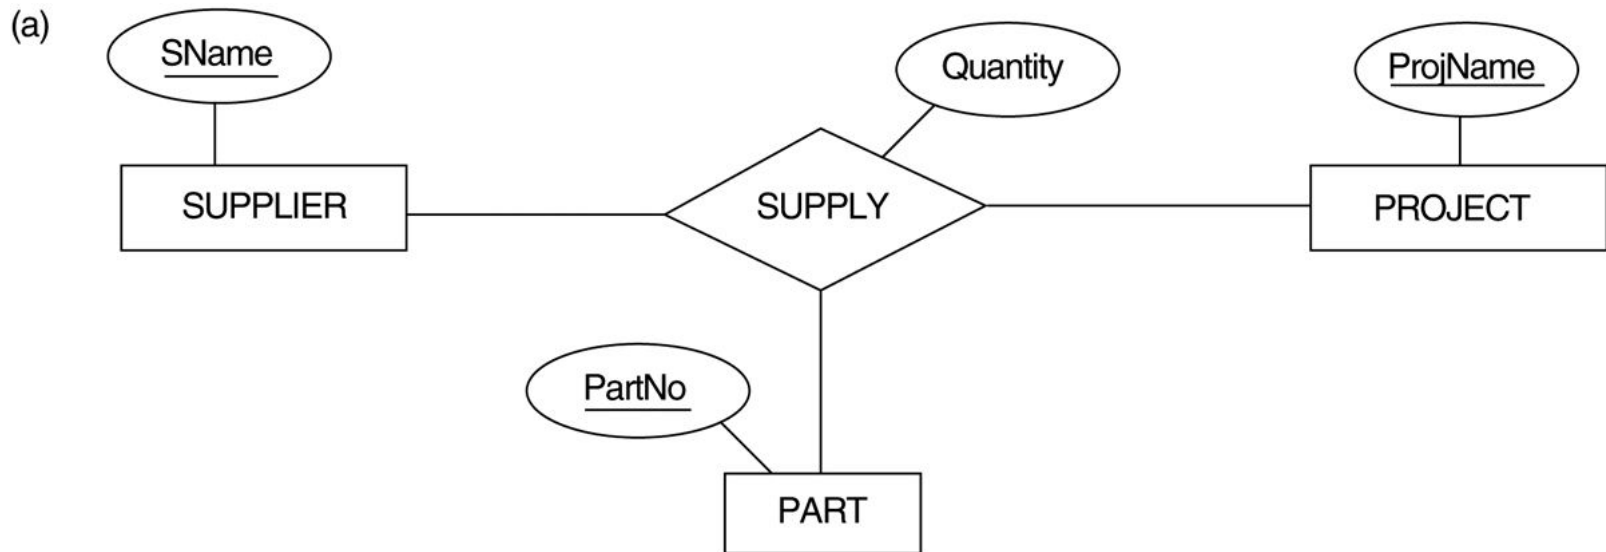 (a)
SName
Quantity
ProjName
SUPPLIER
SUPPLY
PROJECT
PartNo
PART